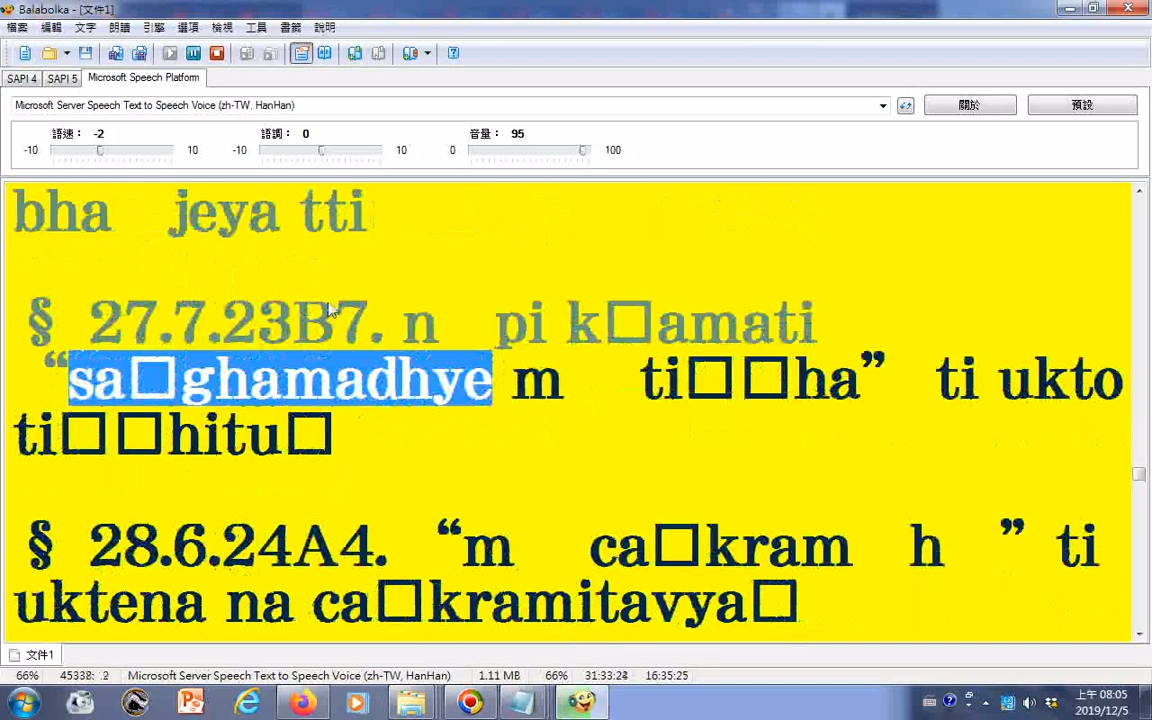 Balabolka - [文件1]
檔案 編輯 文字 朗讀 引擎 選項 檢視 工具 書籤 說明
SAPI 4 SAPI 5 Microsoft Speech Platform
Microsoft Server Speech Text to Speech Voice (zh-TW, HanHan)
關於 預設
語速： -2 語調： 0 音量： 95
-10 10 -10 10 0 100
bha jeya tti
§ 27.7.23B7. n pi k□amati
“sa□ghamadhye m ti□□ha” ti ukto
ti□□hitu□
§ 28.6.24A4. “m ca□kram h ” ti
uktena na ca□kramitavya□
文件1
66% 45338: .2 Microsoft Server Speech Text to Speech Voice (zh-TW, HanHan) 1.11 MB 66% 16:35:25
上午 08:05
2019/12/5